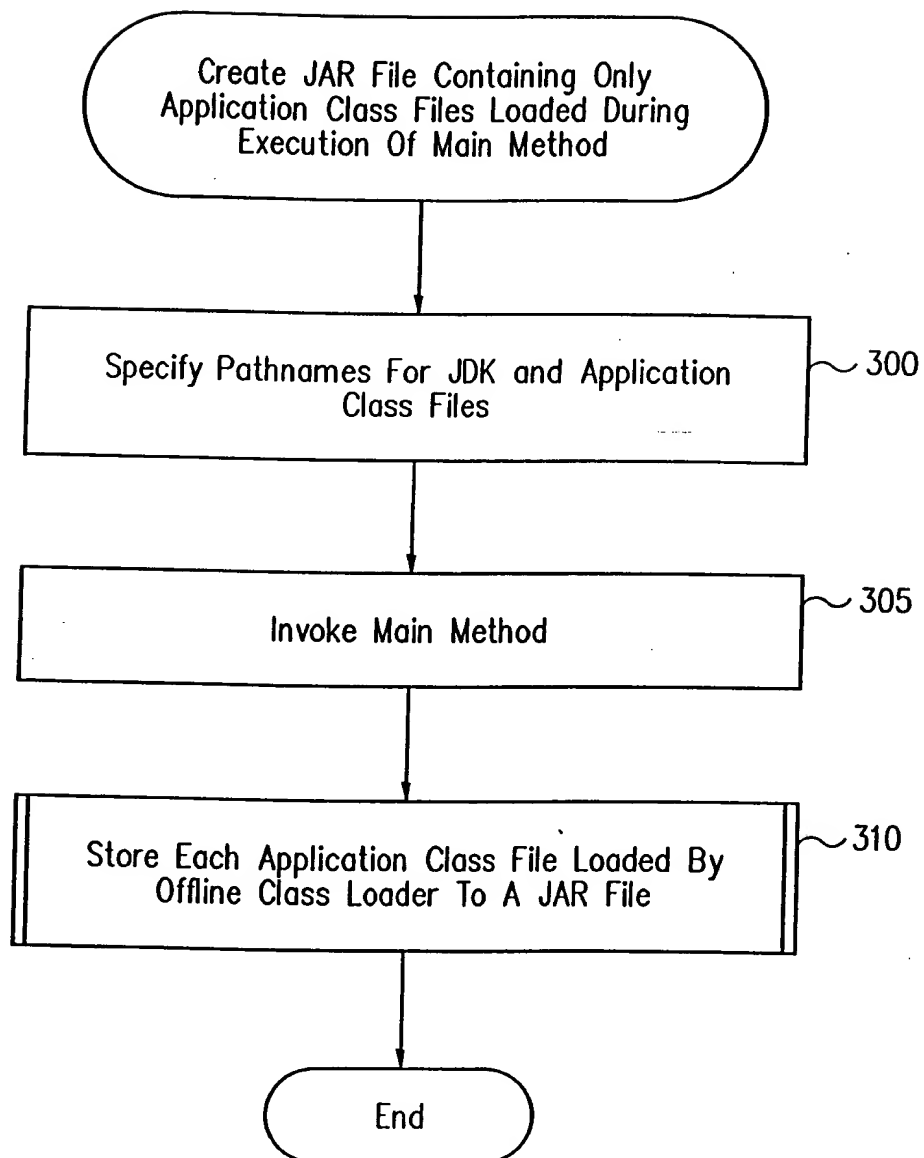 Create JAR File Containing Only
Application Class Files Loaded During
Execution Of Main Method
Specify Pathnames For JDK and Application
Class Files
300
Invoke Main Method
305
Store Each Application Class File Loaded By
Offline Class Loader To A JAR File
310
End